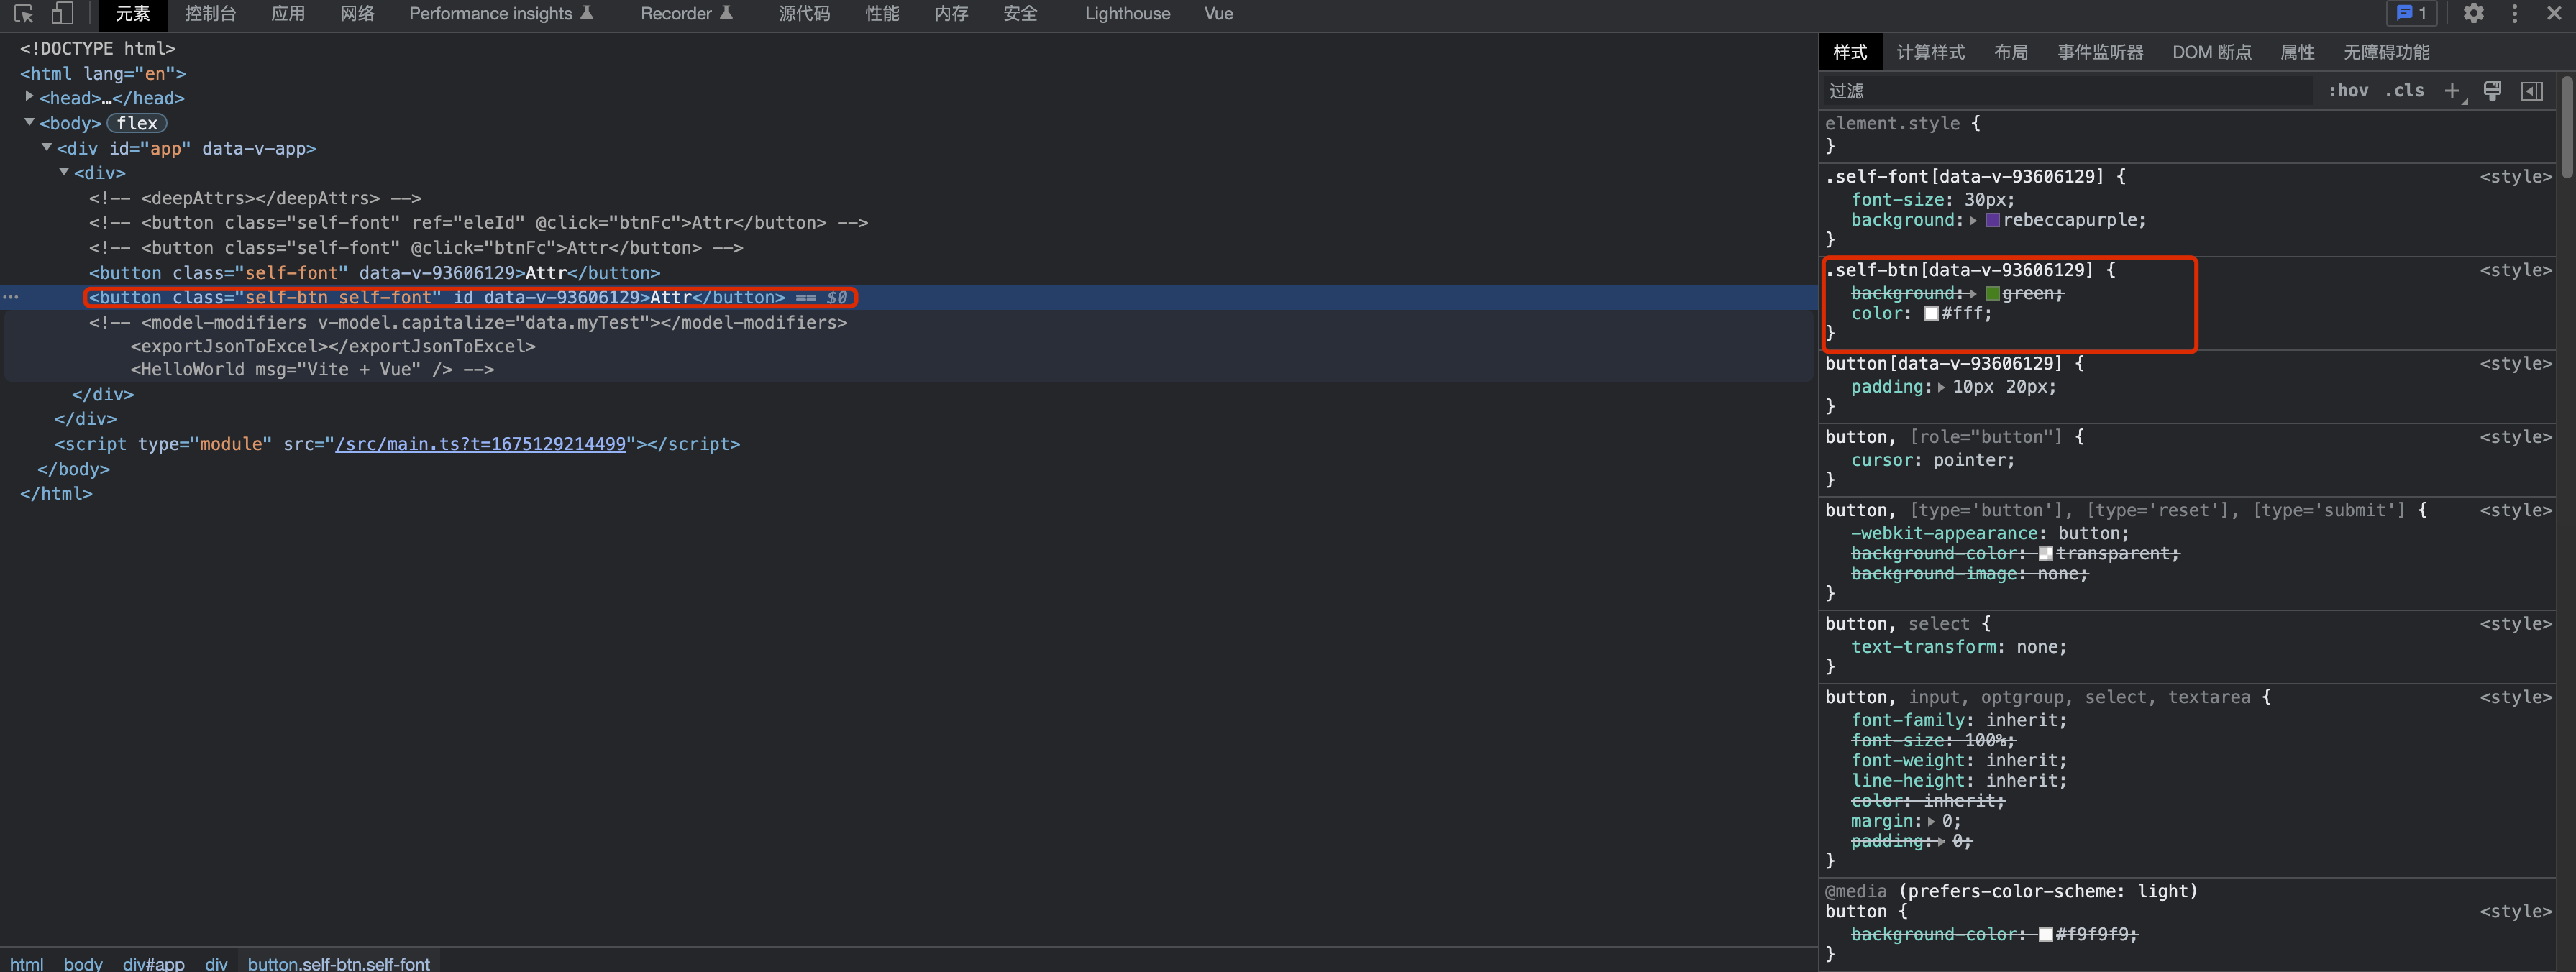 元素 控制台 应用 网络 Performance insights Recorder 源代码 性能 内存 安全 Lighthouse Vue 1
<!DOCTYPE html>
<html lang="en">
<head>…</head>
<body> flex
<div id="app" data-v-app>
<div>
<!-- <deepAttrs></deepAttrs> -->
<!-- <button class="self-font" ref="eleId" @click="btnFc">Attr</button> -->
<!-- <button class="self-font" @click="btnFc">Attr</button> -->
<button class="self-font" data-v-93606129>Attr</button>
<button class="self-btn self-font" id data-v-93606129>Attr</button> == $0
<!-- <model-modifiers v-model.capitalize="data.myTest"></model-modifiers>
<exportJsonToExcel></exportJsonToExcel>
<HelloWorld msg="Vite + Vue" /> -->
</div>
</div>
<script type="module" src="/src/main.ts?t=1675129214499"></script>
</body>
</html>
html body div#app div button.self-btn.self-font
样式 计算样式 布局 事件监听器 DOM 断点 属性 无障碍功能
过滤 :hov .cls
element.style {
}
.self-font[data-v-93606129] { <style>
font-size: 30px;
background: rebeccapurple;
}
.self-btn[data-v-93606129] { <style>
background: green;
color: #fff;
}
button[data-v-93606129] { <style>
padding: 10px 20px;
}
button, [role="button"] { <style>
cursor: pointer;
}
button, [type='button'], [type='reset'], [type='submit'] { <style>
-webkit-appearance: button;
background-color: transparent;
background-image: none;
}
button, select { <style>
text-transform: none;
}
button, input, optgroup, select, textarea { <style>
font-family: inherit;
font-size: 100%;
font-weight: inherit;
line-height: inherit;
color: inherit;
margin: 0;
padding: 0;
}
@media (prefers-color-scheme: light)
button { <style>
background-color: #f9f9f9;
}